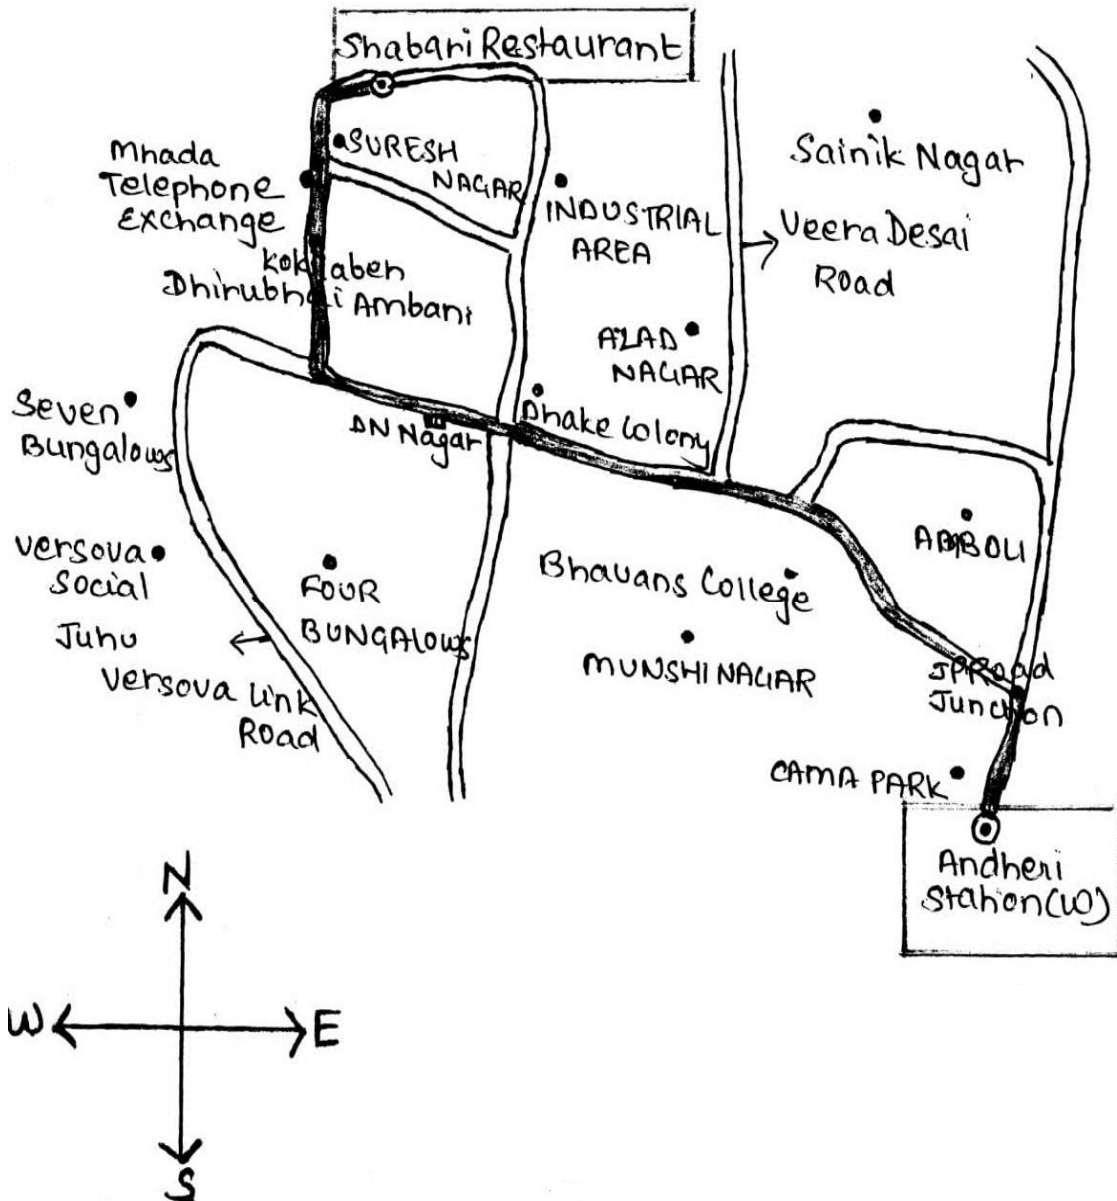 Shabari Restaurant
Mhada
Telephone
Exchange
SURESH
NAGAR
INDUSTRIAL
AREA
Sainik Nagar
Veera Desai
Road
Dhirubhai Ambani
AZAD
NAGAR
Seven
Bungalows
DN Nagar
Dhake Colony
AMBOLI
Versova
Social
FOUR
BUNGALOWS
Bhavans College
Juhu
Versova Link
Road
MUNSHI NAGAR
JP Road
Junction
CAMA PARK
Andheri
Station (W)
N
W
E
S